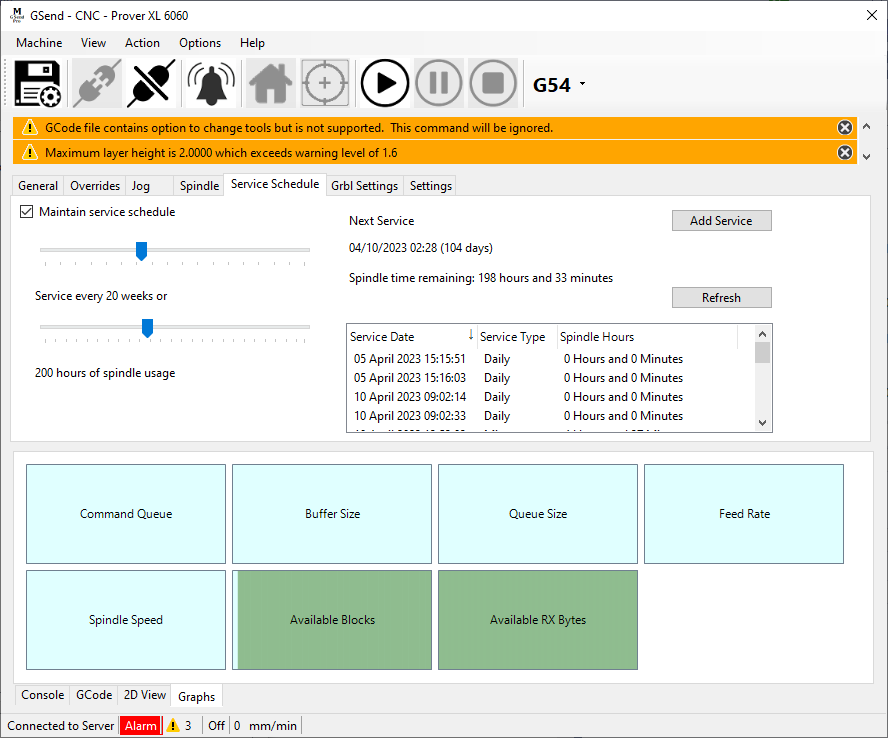 M
GSend
Pro
GSend - CNC - Prover XL 6060
Machine View Action Options Help
G54
GCode file contains option to change tools but is not supported. This command will be ignored.
Maximum layer height is 2.0000 which exceeds warning level of 1.6
General Overrides Jog Spindle Service Schedule Grbl Settings Settings
Maintain service schedule
Next Service
Add Service
04/10/2023 02:28 (104 days)
Spindle time remaining: 198 hours and 33 minutes
Service every 20 weeks or
Refresh
200 hours of spindle usage
Service Date Service Type Spindle Hours
05 April 2023 15:15:51 Daily 0 Hours and 0 Minutes
05 April 2023 15:16:03 Daily 0 Hours and 0 Minutes
10 April 2023 09:02:14 Daily 0 Hours and 0 Minutes
10 April 2023 09:02:33 Daily 0 Hours and 0 Minutes
Command Queue Buffer Size Queue Size Feed Rate
Spindle Speed Available Blocks Available RX Bytes
Console GCode 2D View Graphs
Connected to Server Alarm 3 Off 0 mm/min